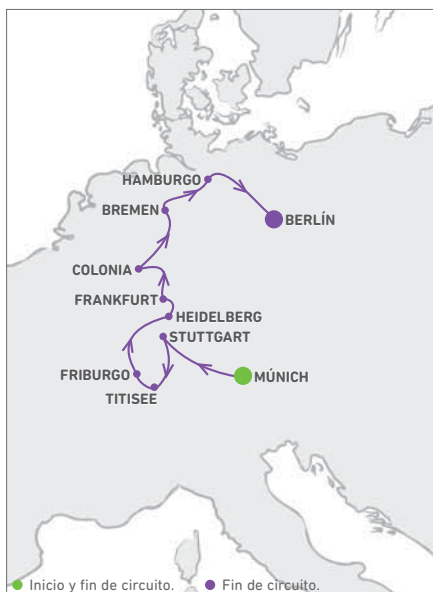 HAMBURGO
BREMEN
BERLÍN
COLONIA
FRANKFURT
HEIDELBERG
STUTTGART
FRIBURGO
MÚNICH
TITISEE
Inicio y fin de circuito. Fin de circuito.